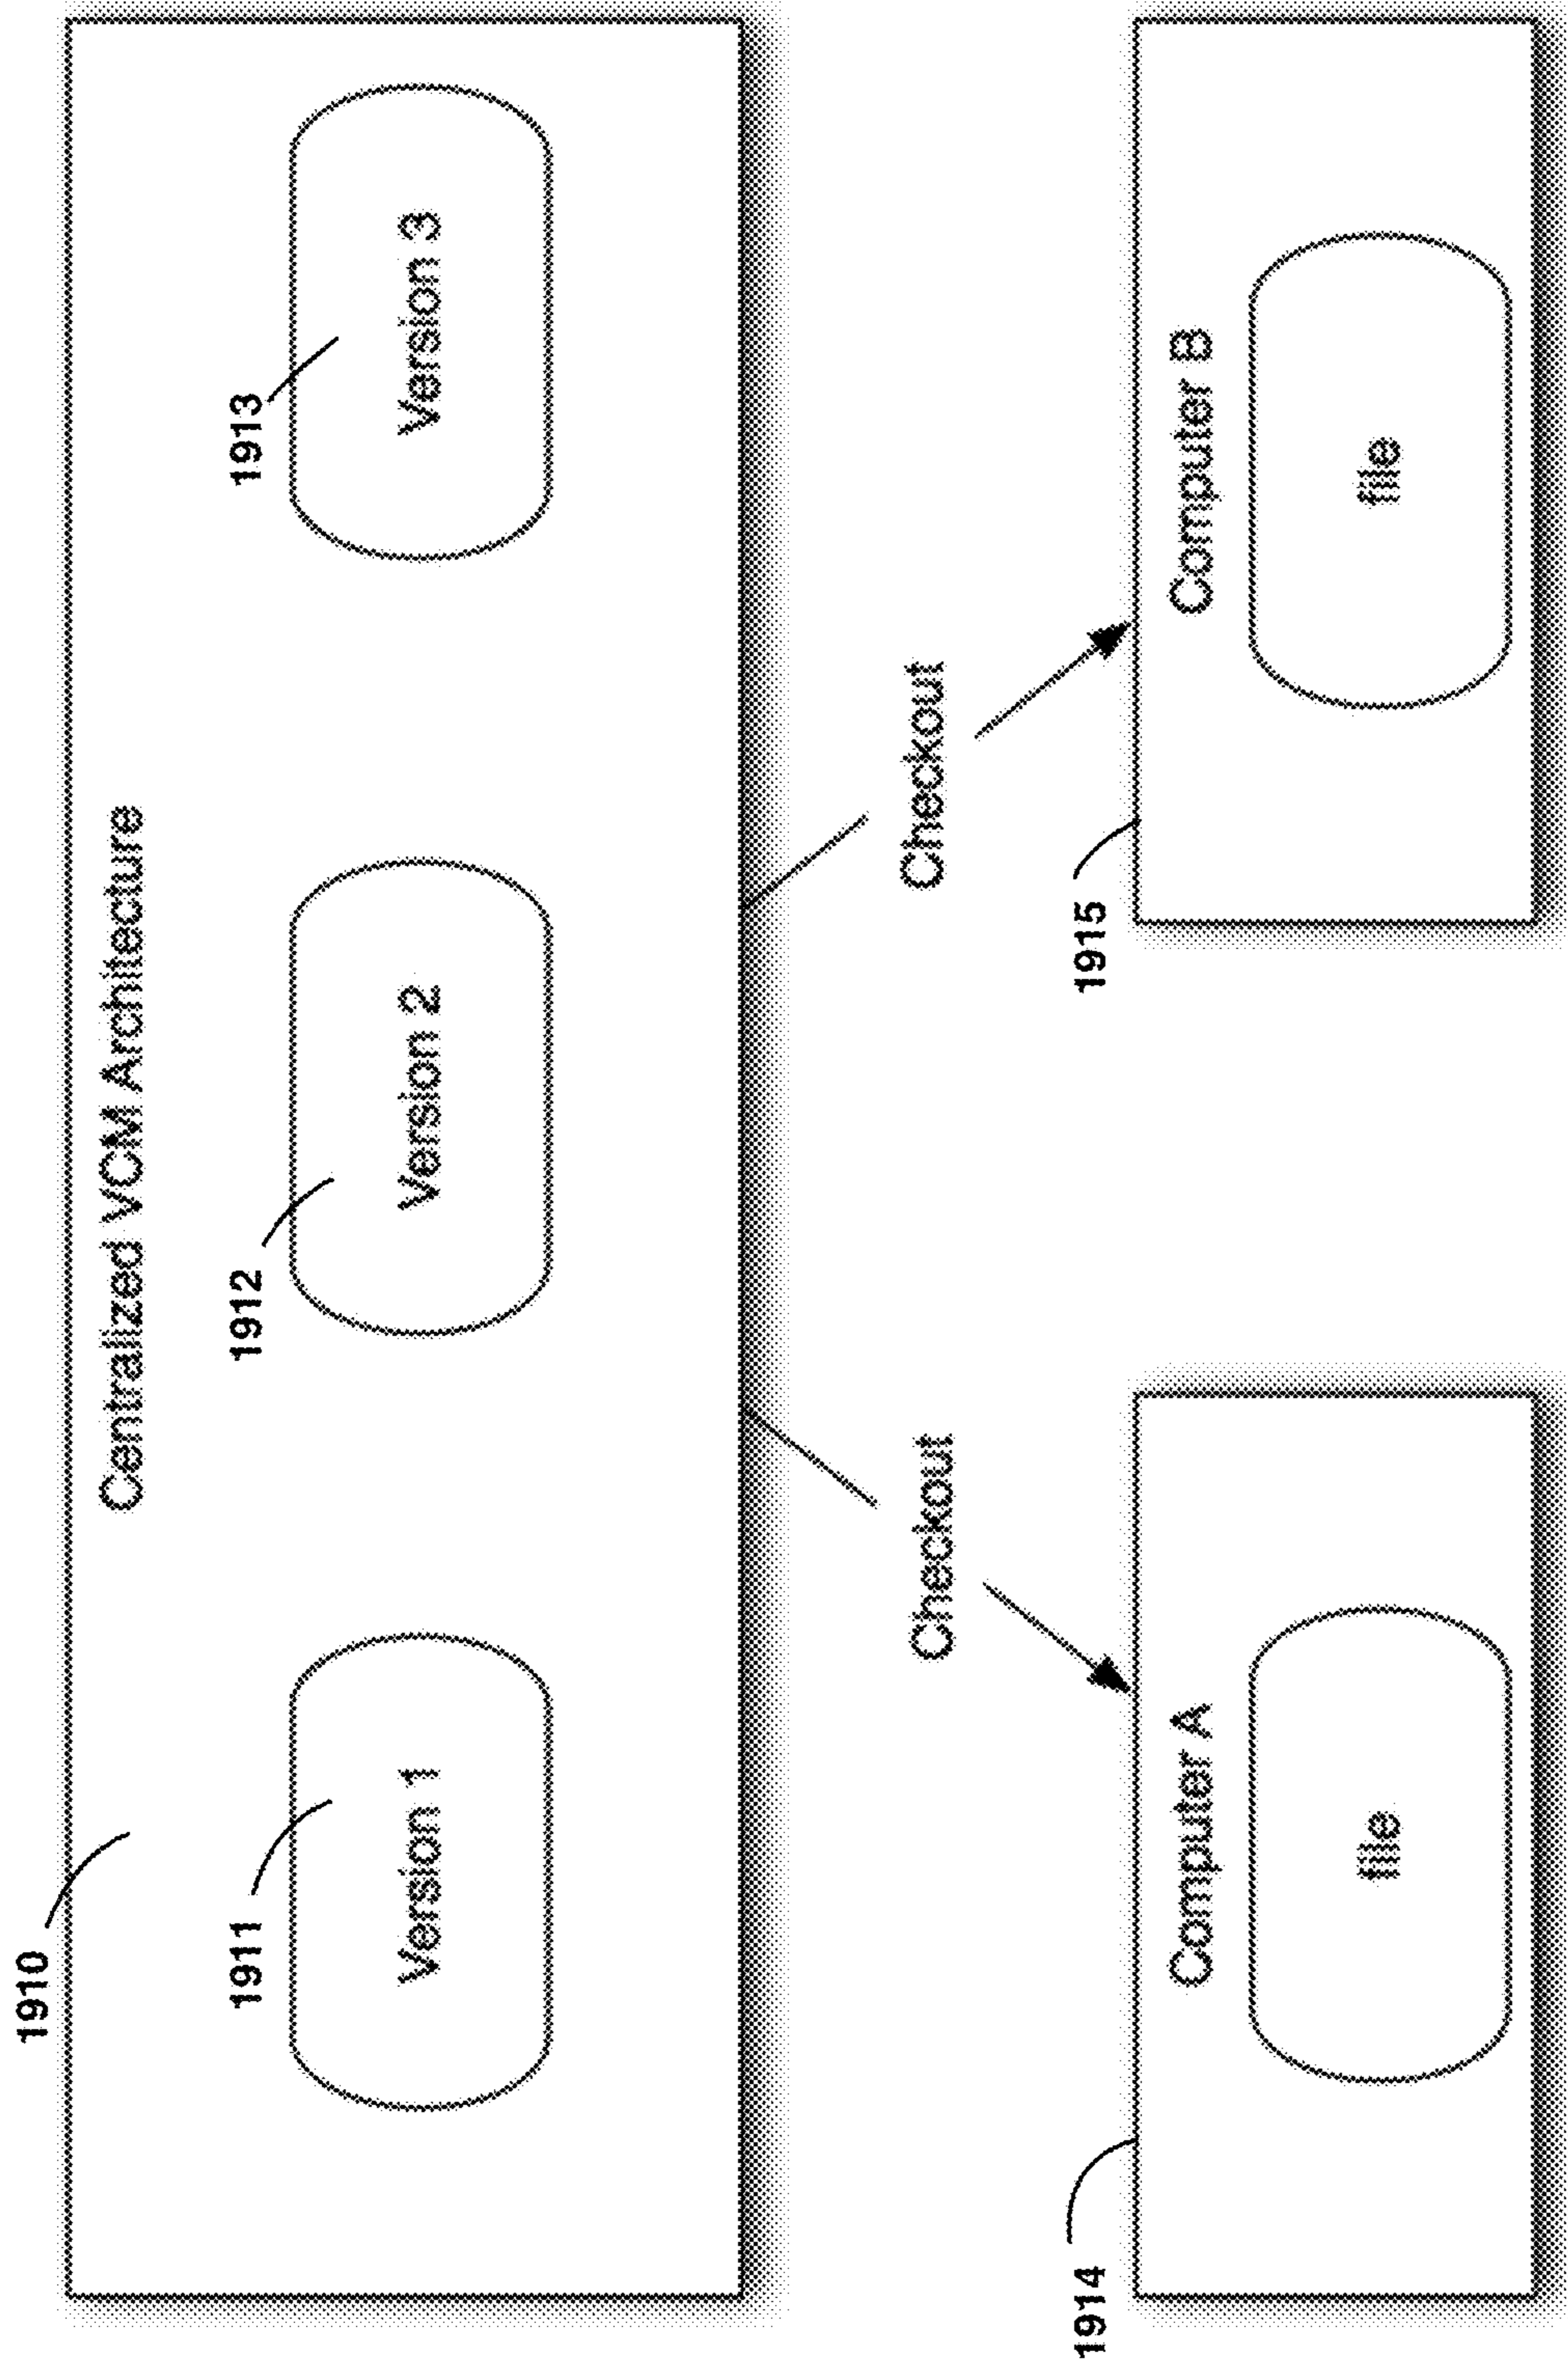 1910
Centralized VCM Architecture
1911
1912
1913
Version 1
Version 2
Version 3
Checkout
Checkout
1914
1915
Computer A
Computer B
file
file